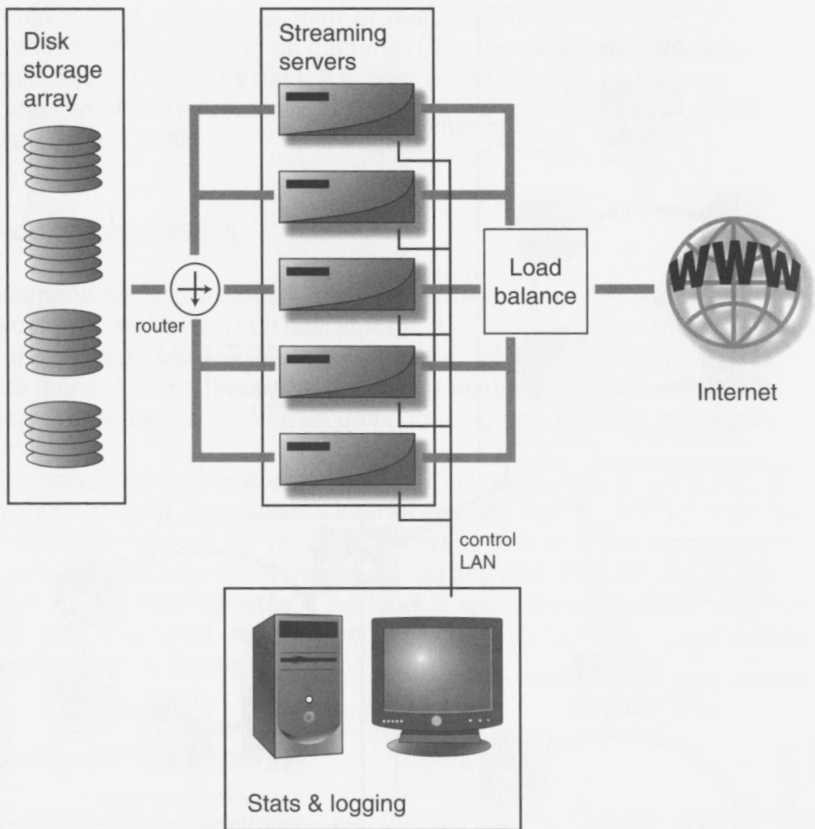 Disk
storage
array
Streaming
servers
router
Load
balance
WWW
Internet
control
LAN
Stats & logging